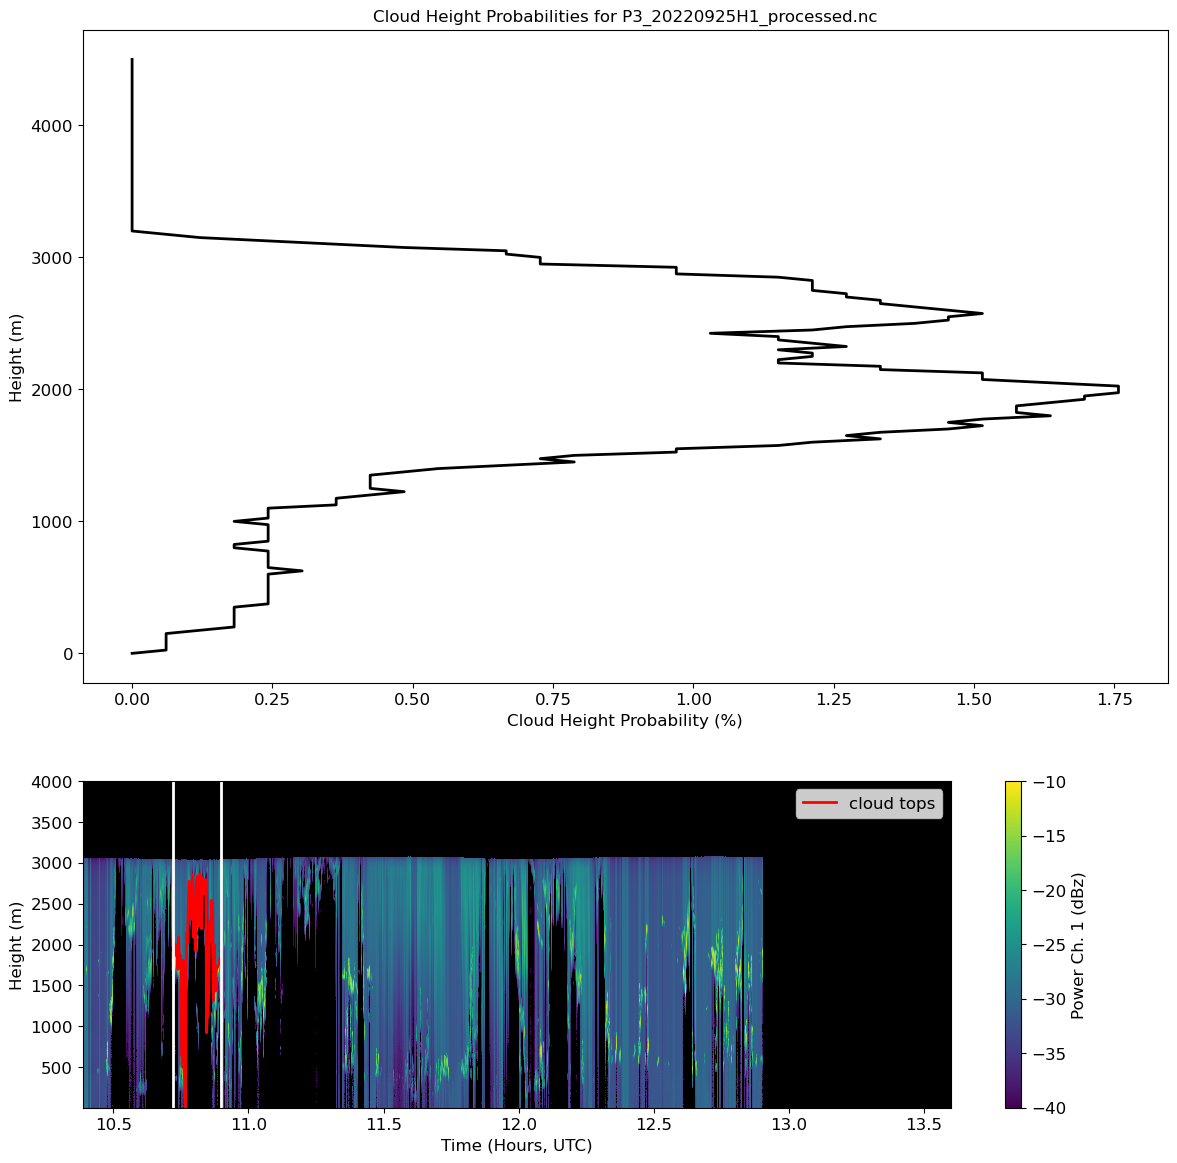 Cloud Height Probabilities for P3_20220925H1_processed.nc
Height (m)
4000
3000
2000
1000
0
0.00 0.25 0.50 0.75 1.00 1.25 1.50 1.75
Cloud Height Probability (%)
Height (m)
4000
3500
3000
2500
2000
1500
1000
500
cloud tops
10.5 11.0 11.5 12.0 12.5 13.0 13.5
Time (Hours, UTC)
−10
−15
−20
−25
−30
−35
−40
Power Ch. 1 (dBz)